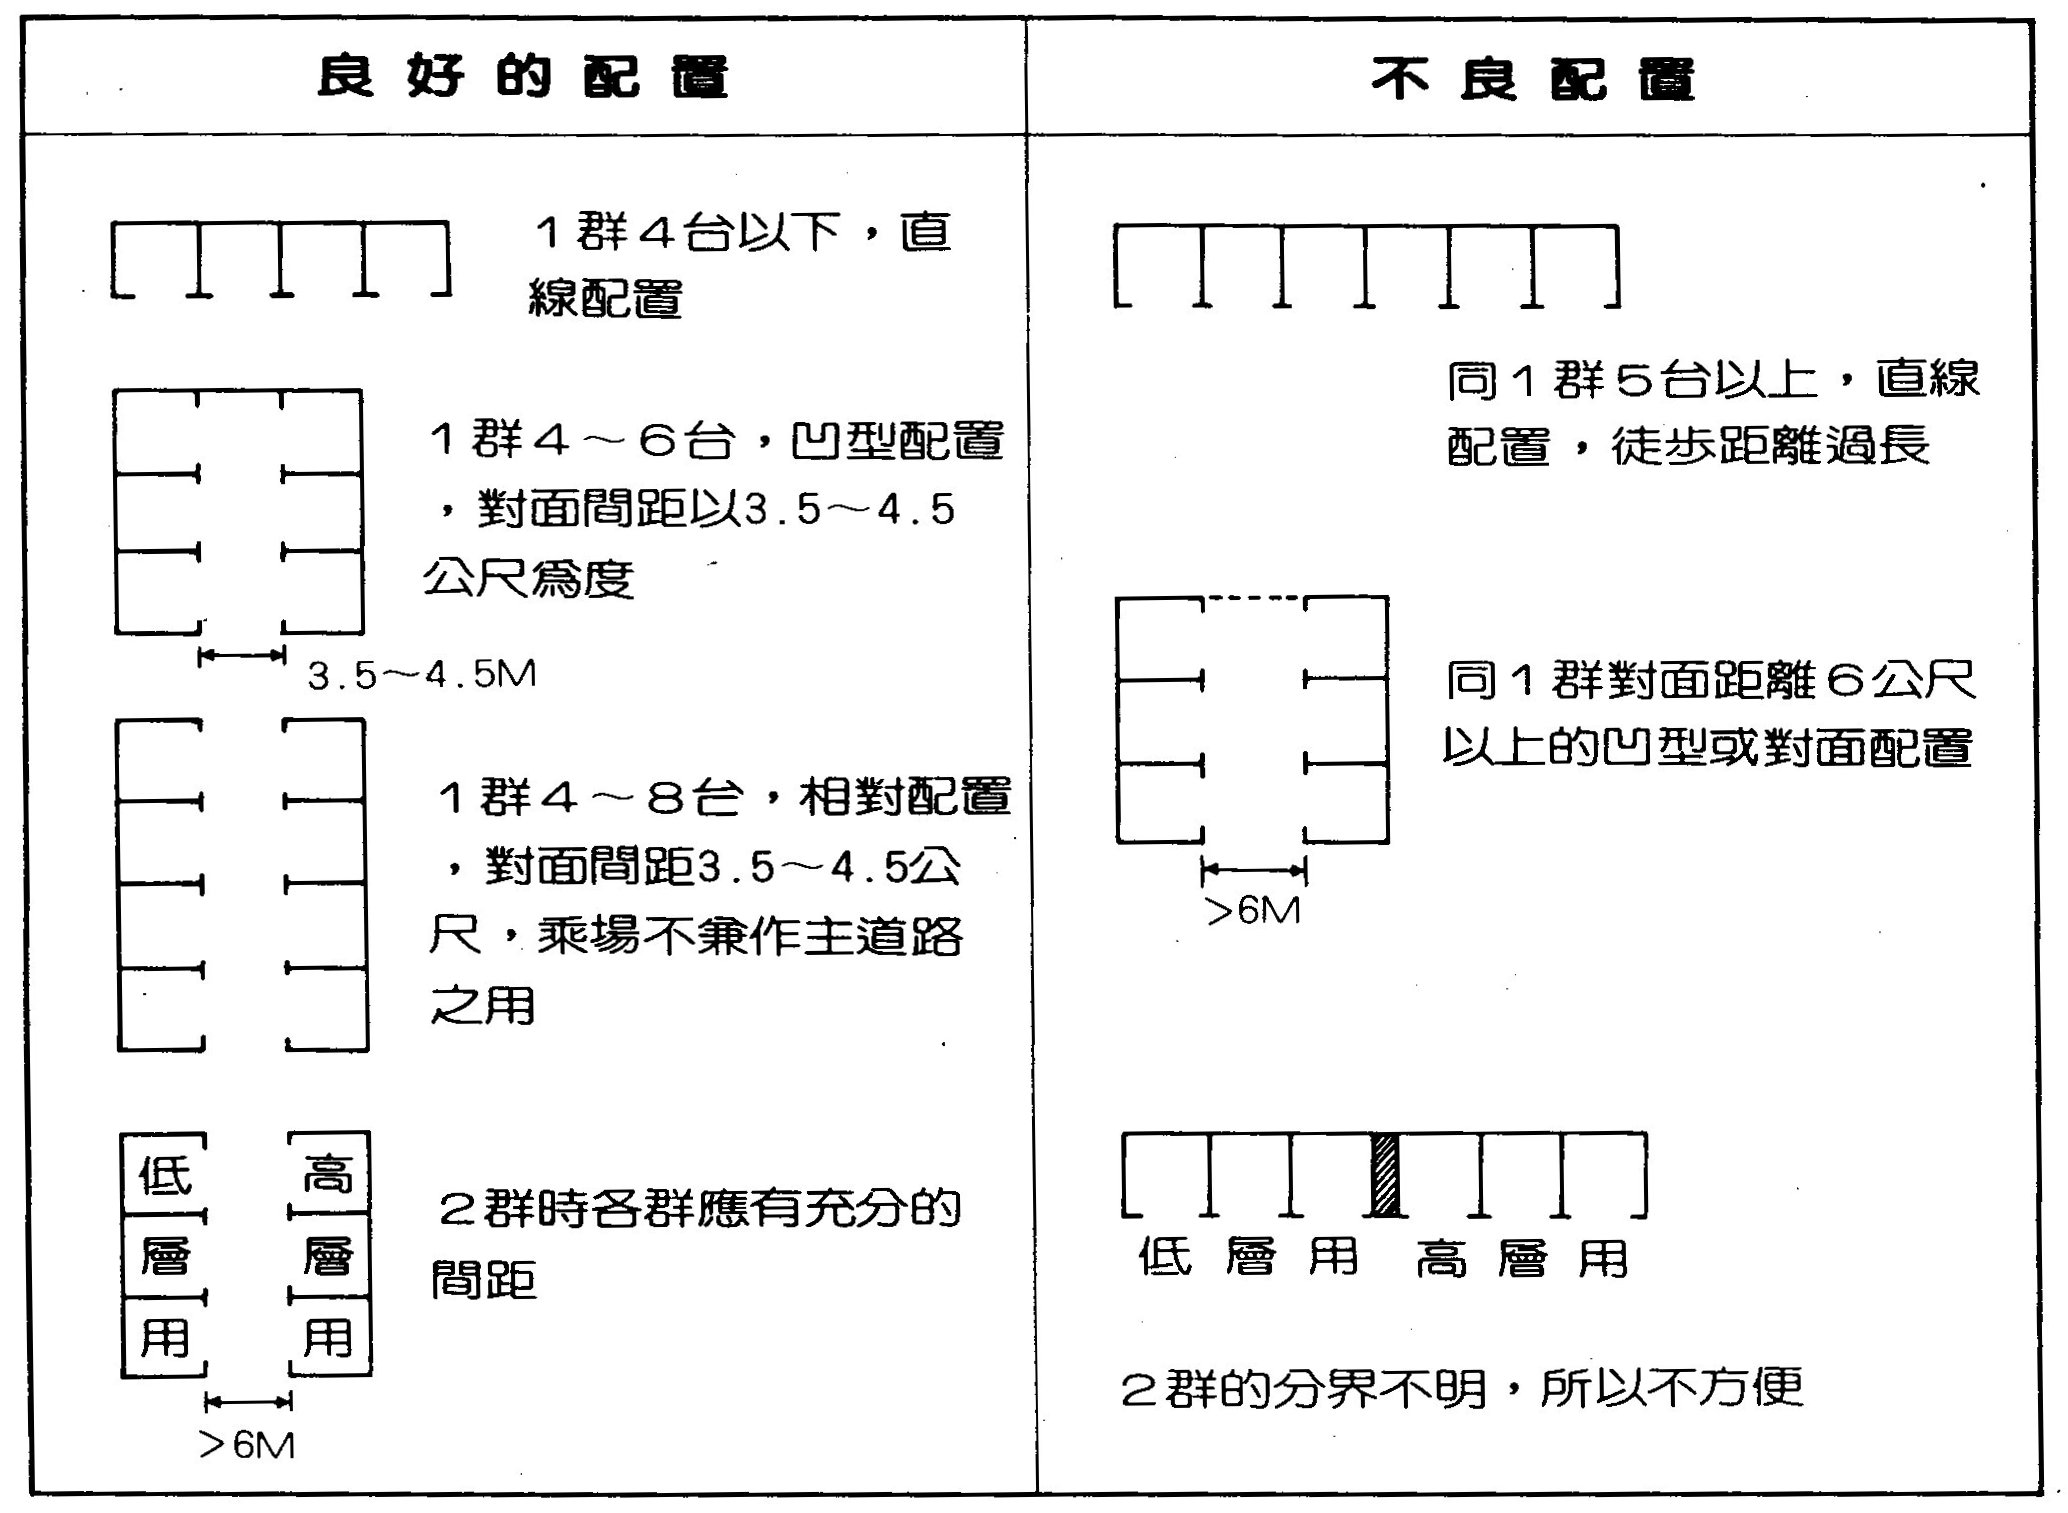 良好的配置
1群4台以下，直
線配置
1群4～6台，凹型配置
，對面間距以3.5～4.5
公尺為度
3.5～4.5M
1群4～8台，相對配置
，對面間距3.5～4.5公
尺，乘場不兼作主道路
之用
低層用
高層用
2群時各群應有充分的
間距
>6M
不良配置
同1群5台以上，直線
配置，徒步距離過長
同1群對面距離6公尺
以上的凹型或對面配置
>6M
低層用 高層用
2群的分界不明，所以不方便